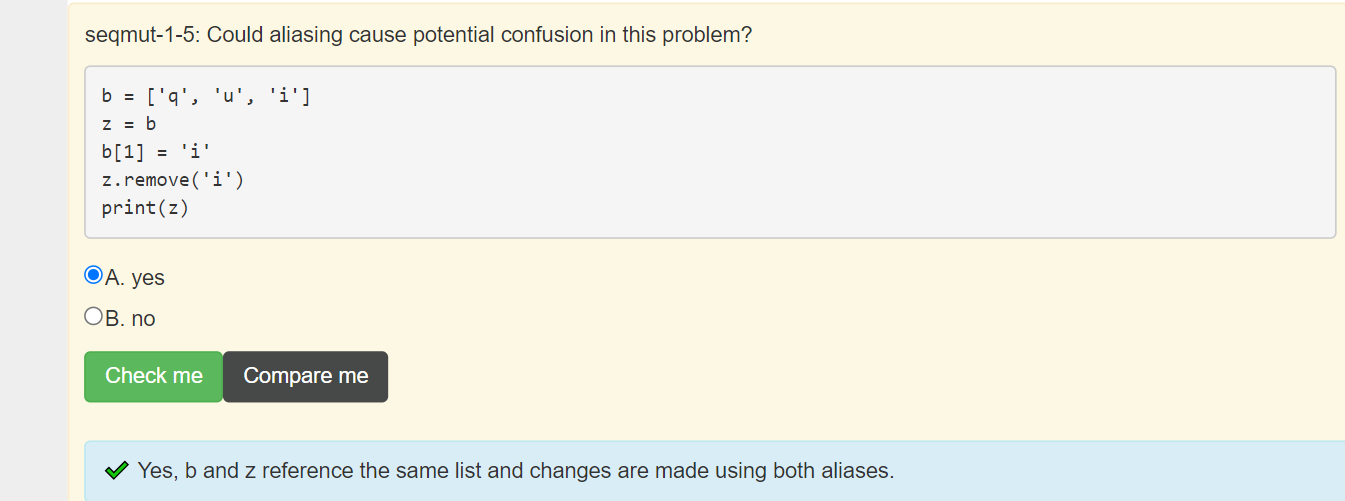 seqmut-1-5: Could aliasing cause potential confusion in this problem?
b = ['q', 'u', 'i']
z = b
b[1] = 'i'
z.remove('i')
print(z)
A. yes
B. no
Check me Compare me
Yes, b and z reference the same list and changes are made using both aliases.